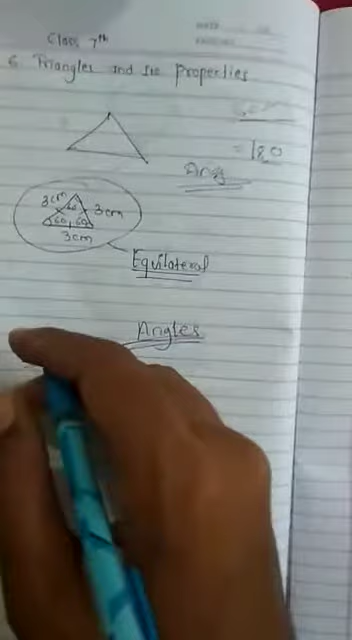 Class 7th
6 Triangles and Its Properties
= 180
Ang
3cm 60 3cm
60 60
3cm
Equilateral
Angles